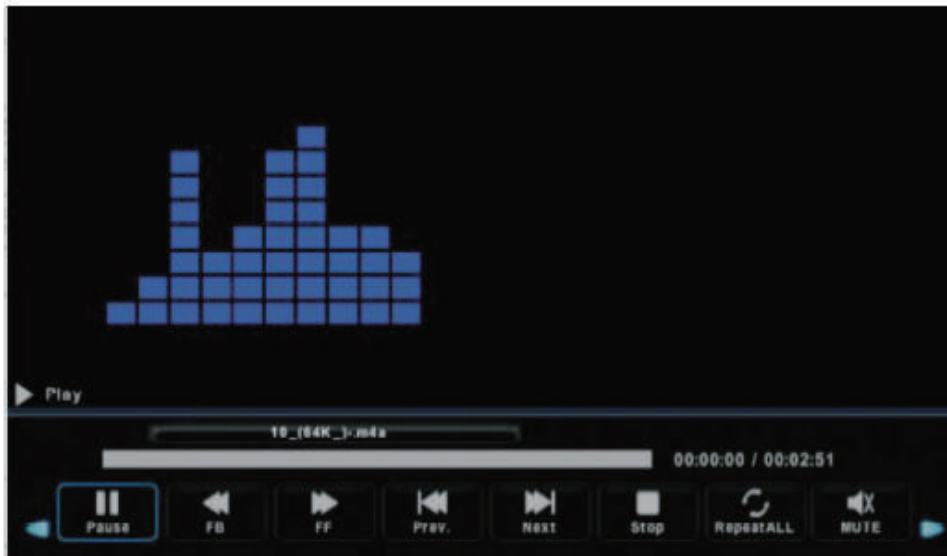 Play
10_(64K_)-.m4a
00:00:00 / 00:02:51
Pause FB FF Prev. Next Stop RepeatALL MUTE